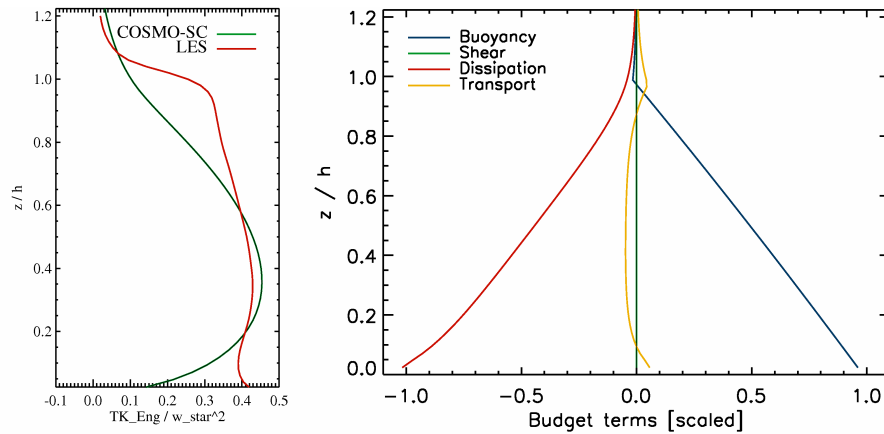 COSMO-SC
LES
1.2
1.0
0.8
0.6
0.4
0.2
z / h
-0.1 0.0 0.1 0.2 0.3 0.4 0.5
TK_Eng / w_star^2
Buoyancy
Shear
Dissipation
Transport
1.2
1.0
0.8
0.6
0.4
0.2
0.0
z / h
-1.0 -0.5 0.0 0.5 1.0
Budget terms [scaled]